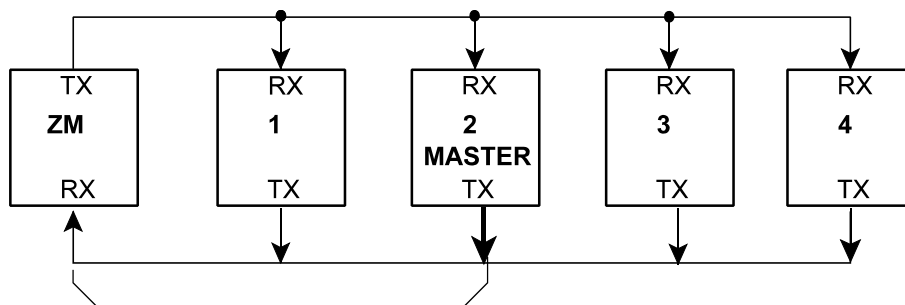 TX RX RX RX RX
ZM 1 2 3 4
MASTER
RX TX TX TX TX